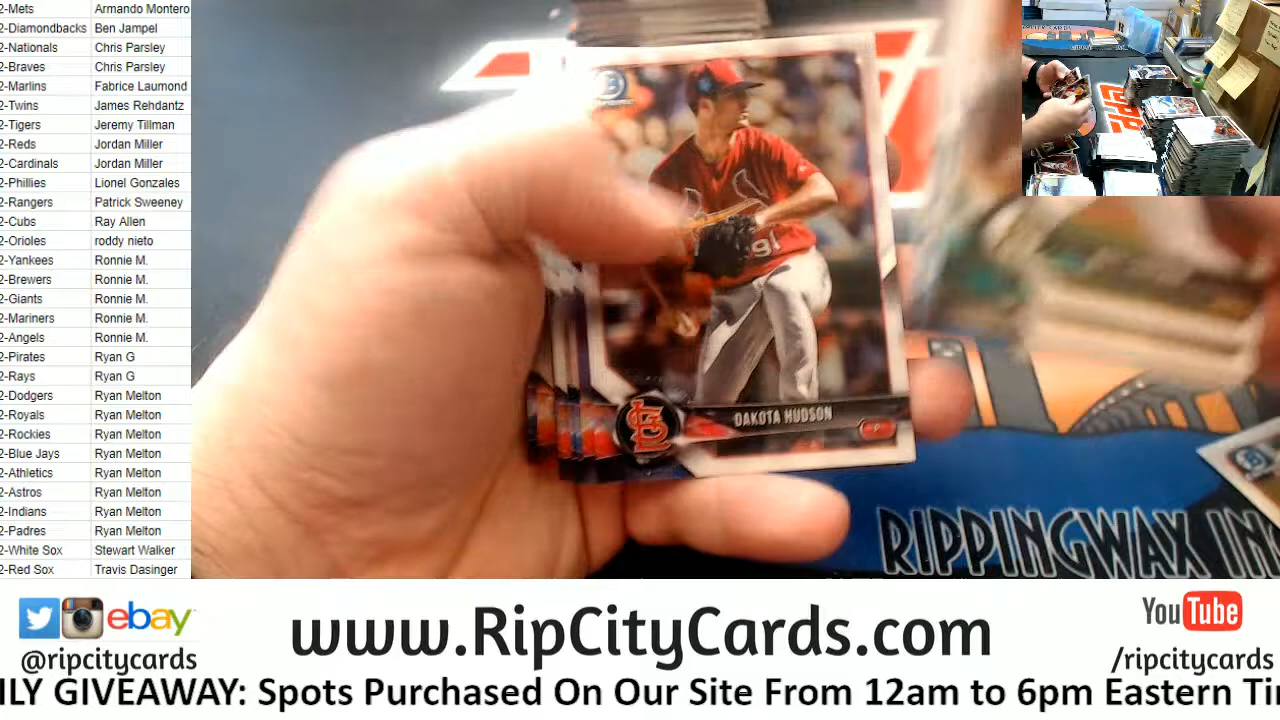 2-Mets Armando Montero
2-Diamondbacks Ben Jampel
2-Nationals Chris Parsley
2-Braves Chris Parsley
2-Marlins Fabrice Laumond
2-Twins James Rehdantz
2-Tigers Jeremy Tillman
2-Reds Jordan Miller
2-Cardinals Jordan Miller
2-Phillies Lionel Gonzales
2-Rangers Patrick Sweeney
2-Cubs Ray Allen
2-Orioles roddy nieto
2-Yankees Ronnie M.
2-Brewers Ronnie M.
2-Giants Ronnie M.
2-Mariners Ronnie M.
2-Angels Ronnie M.
2-Pirates Ryan G
2-Rays Ryan G
2-Dodgers Ryan Melton
2-Royals Ryan Melton
2-Rockies Ryan Melton
2-Blue Jays Ryan Melton
2-Athletics Ryan Melton
2-Astros Ryan Melton
2-Indians Ryan Melton
2-Padres Ryan Melton
2-White Sox Stewart Walker
2-Red Sox Travis Dasinger
91
DAKOTA HUDSON
P
RIPPINGWAX IN
ebay
@ripcitycards
www.RipCityCards.com
YouTube
/ripcitycards
ILY GIVEAWAY: Spots Purchased On Our Site From 12am to 6pm Eastern Ti